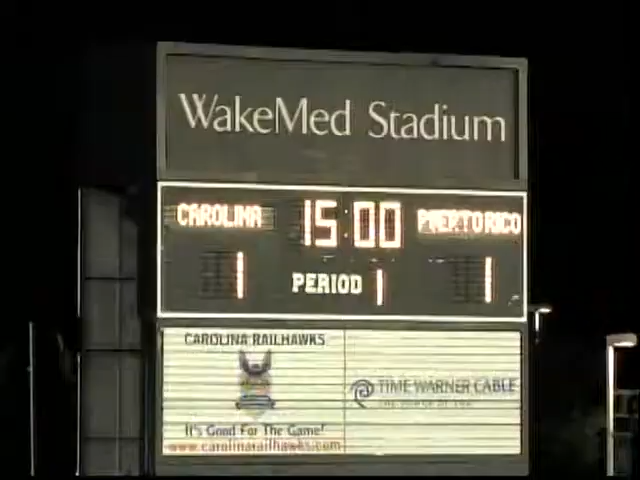 WakeMed Stadium
CAROLINA 15:00 PUERTO RICO
1 PERIOD 1 1
CAROLINA RAILHAWKS
TIME WARNER CABLE
It's Good For The Game!
www.carolinarailhawks.com